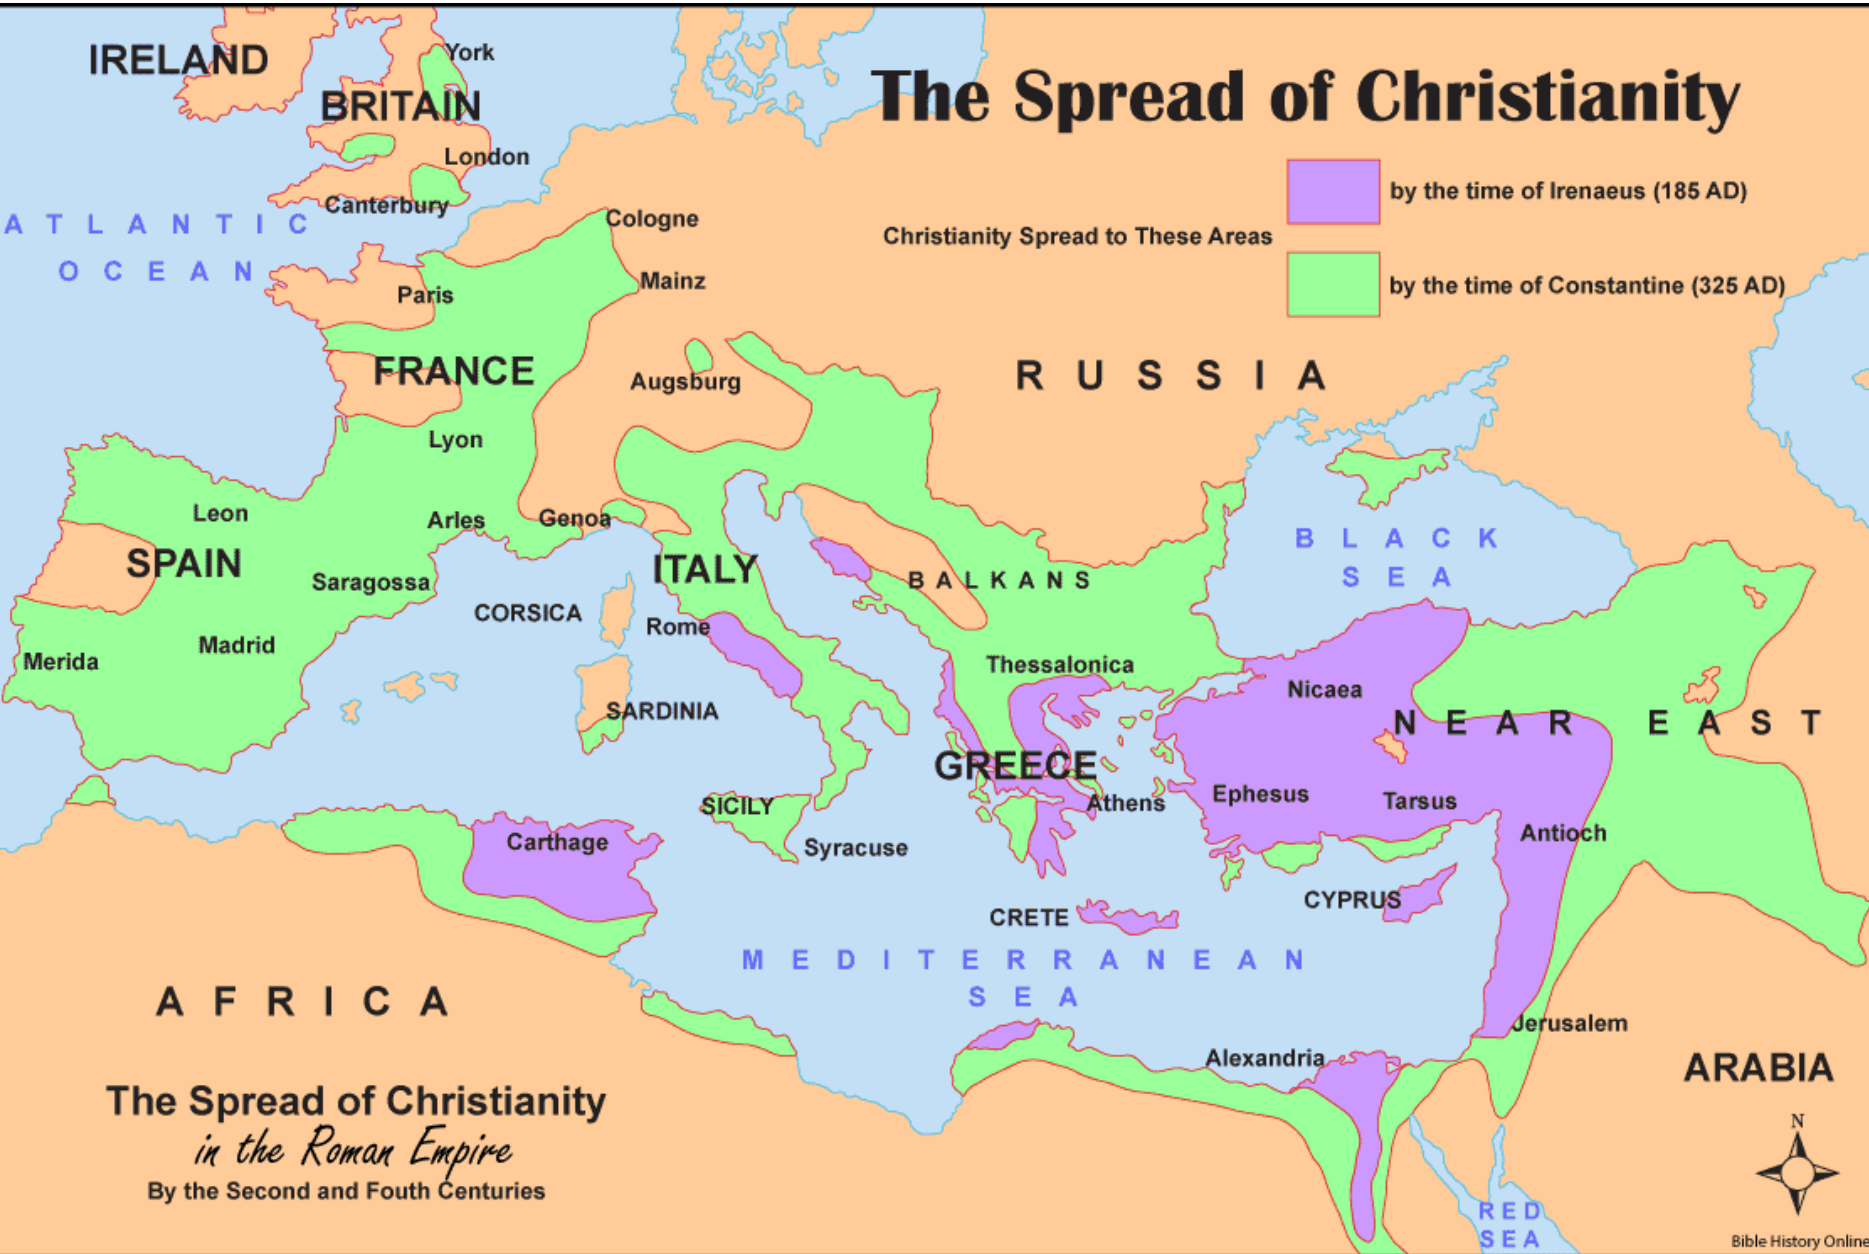 IRELAND
York
BRITAIN
London
Canterbury
ATLANTIC
OCEAN
The Spread of Christianity
by the time of Irenaeus (185 AD)
Christianity Spread to These Areas
by the time of Constantine (325 AD)
Cologne
Mainz
Paris
FRANCE
Augsburg
RUSSIA
Lyon
Leon
Arles
Genoa
SPAIN
Saragossa
ITALY
BALKANS
BLACK
SEA
CORSICA
Rome
Madrid
Merida
Thessalonica
Nicaea
SARDINIA
NEAR EAST
GREECE
Athens
Ephesus
Tarsus
SICILY
Syracuse
Carthage
Antioch
CYPRUS
CRETE
MEDITERRANEAN
SEA
AFRICA
Jerusalem
Alexandria
ARABIA
The Spread of Christianity
in the Roman Empire
By the Second and Fouth Centuries
N
RED
SEA
Bible History Online